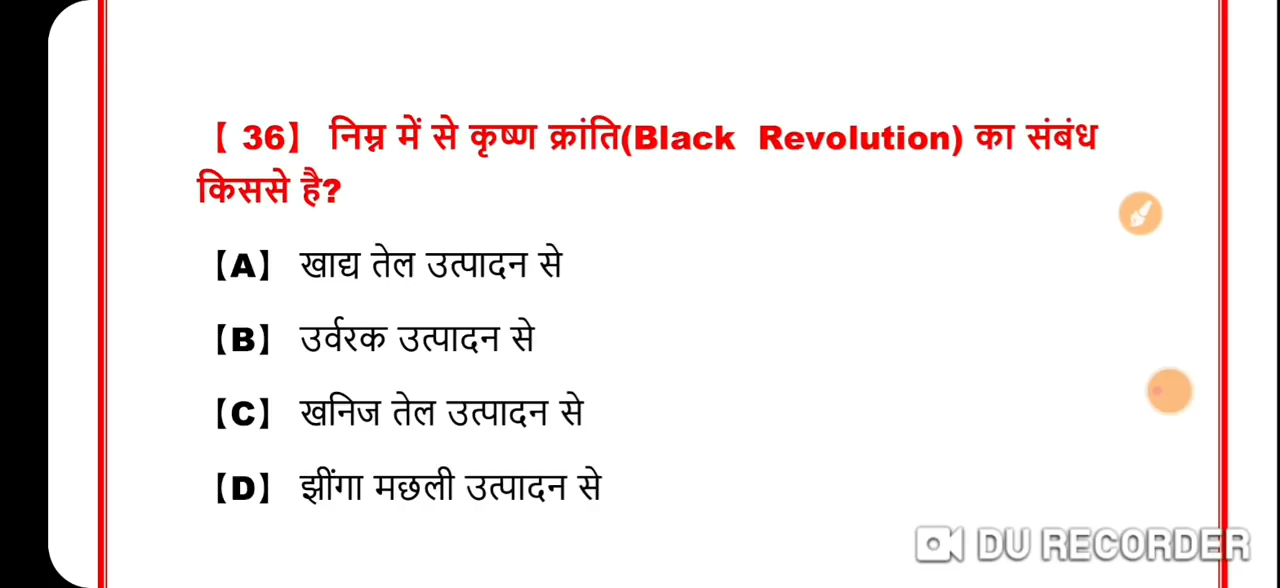 【 36】 निम्न में से कृष्ण क्रांति(Black Revolution) का संबंध
किससे है?
【A】 खाद्य तेल उत्पादन से
【B】 उर्वरक उत्पादन से
【C】 खनिज तेल उत्पादन से
【D】 झींगा मछली उत्पादन से
DU RECORDER